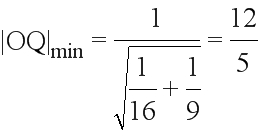 |OQ|min = 1/√(1/16 + 1/9) = 12/5